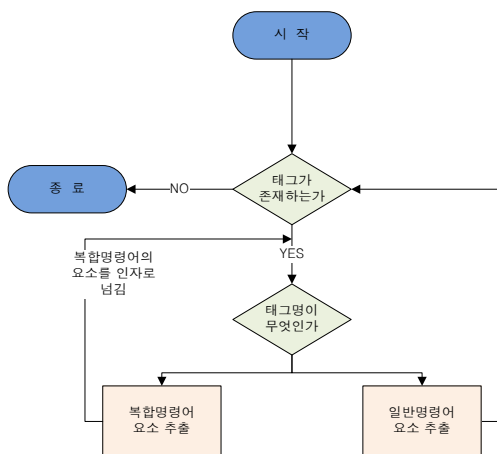 시 작
태그가
존재하는가
NO
종 료
YES
복합명령어의
요소를 인자로
넘김
태그명이
무엇인가
복합명령어
요소 추출
일반명령어
요소 추출